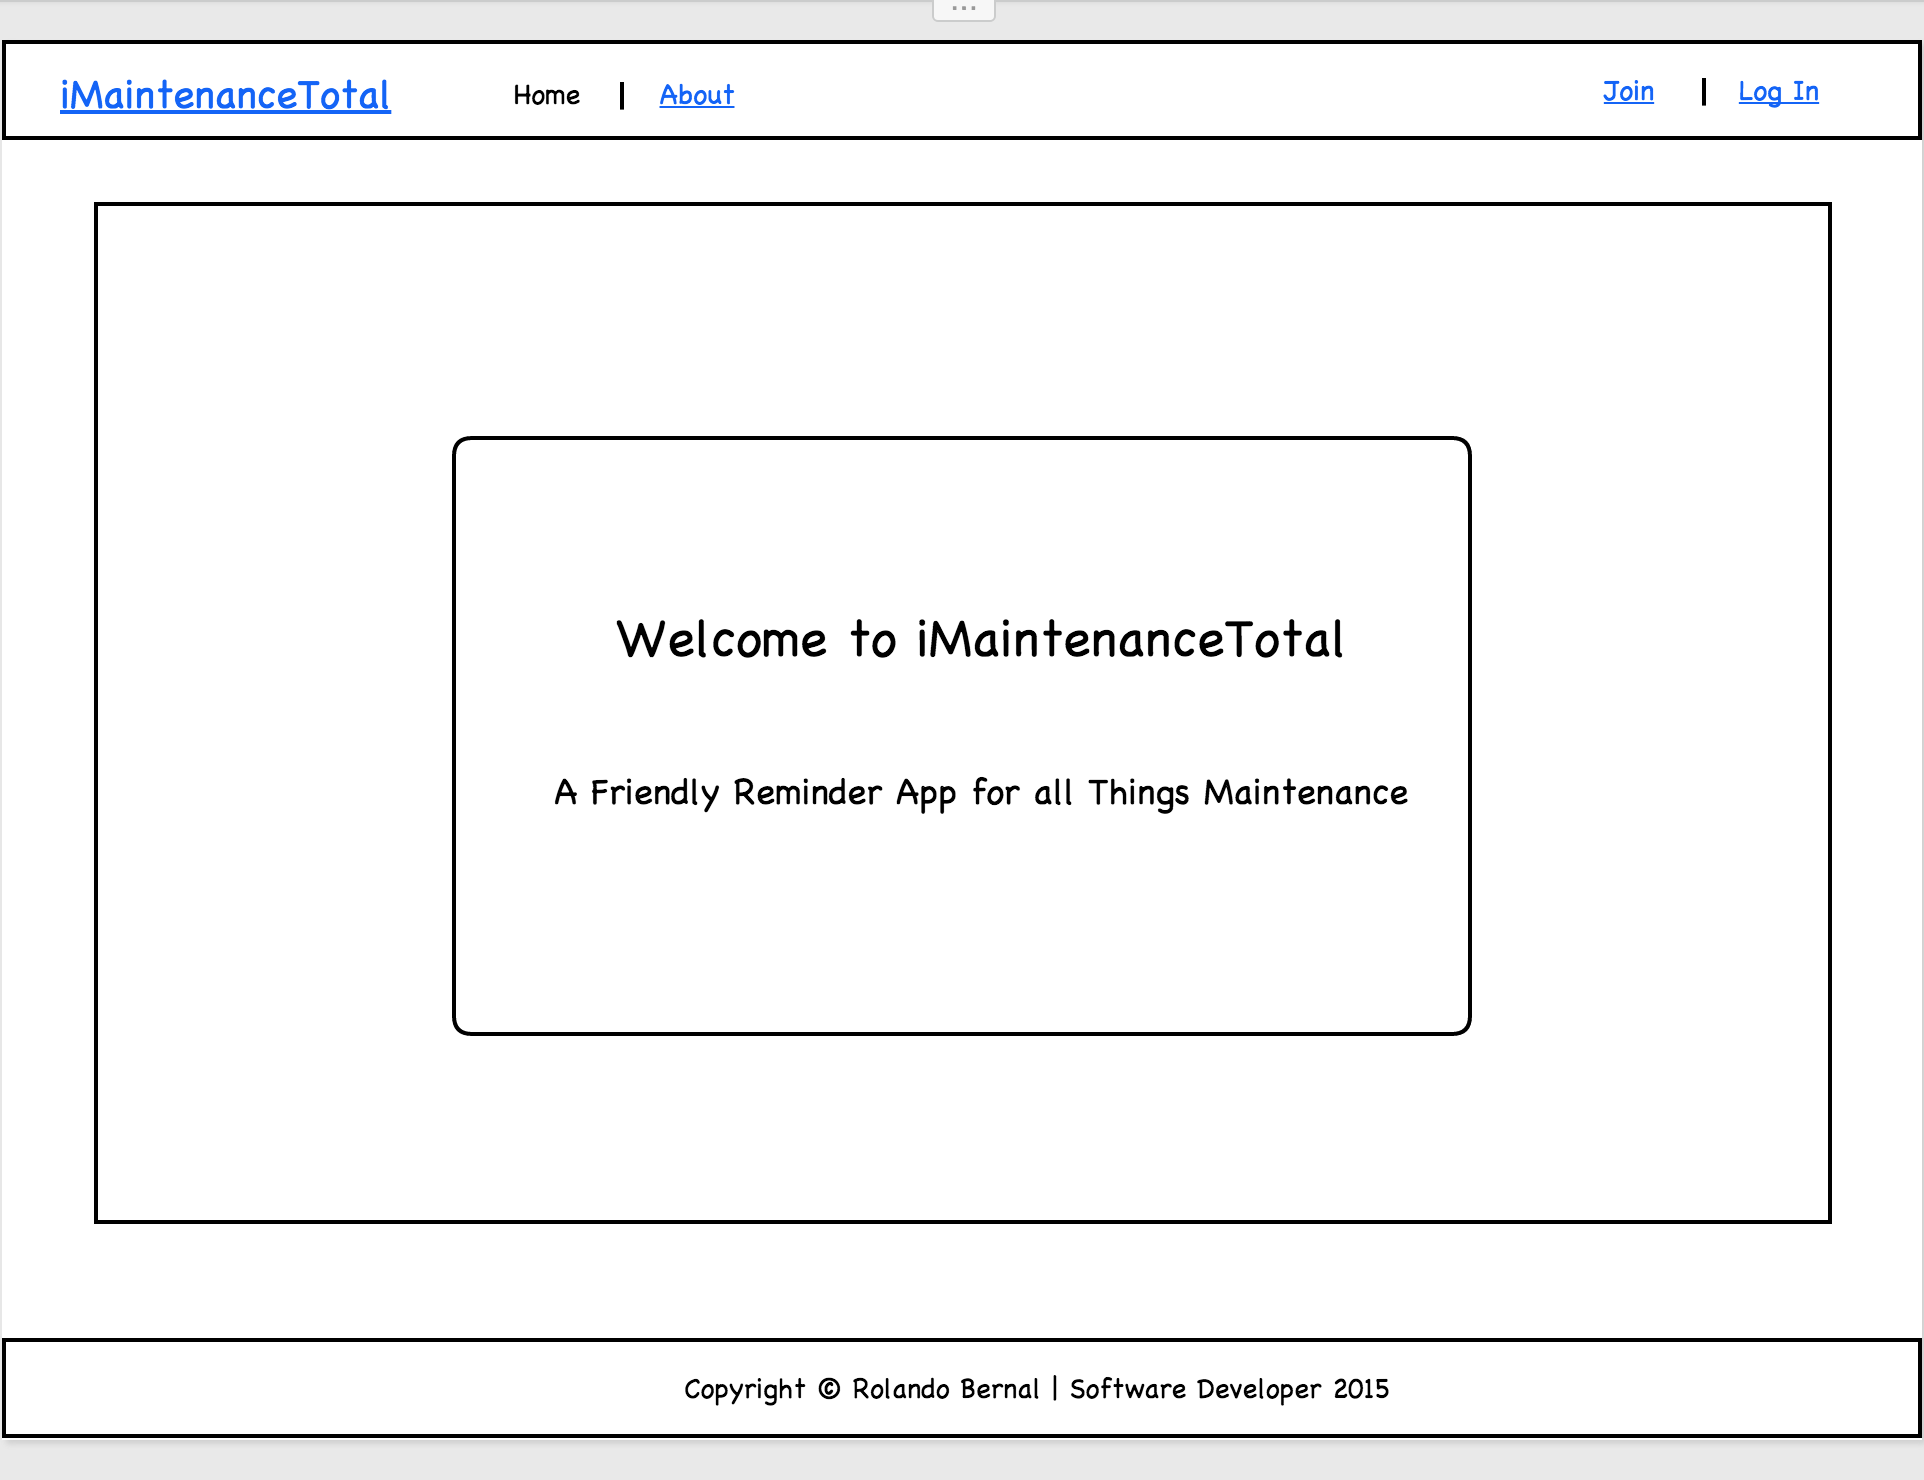 iMaintenanceTotal Home | About Join | Log In
Welcome to iMaintenanceTotal
A Friendly Reminder App for all Things Maintenance
Copyright © Rolando Bernal | Software Developer 2015